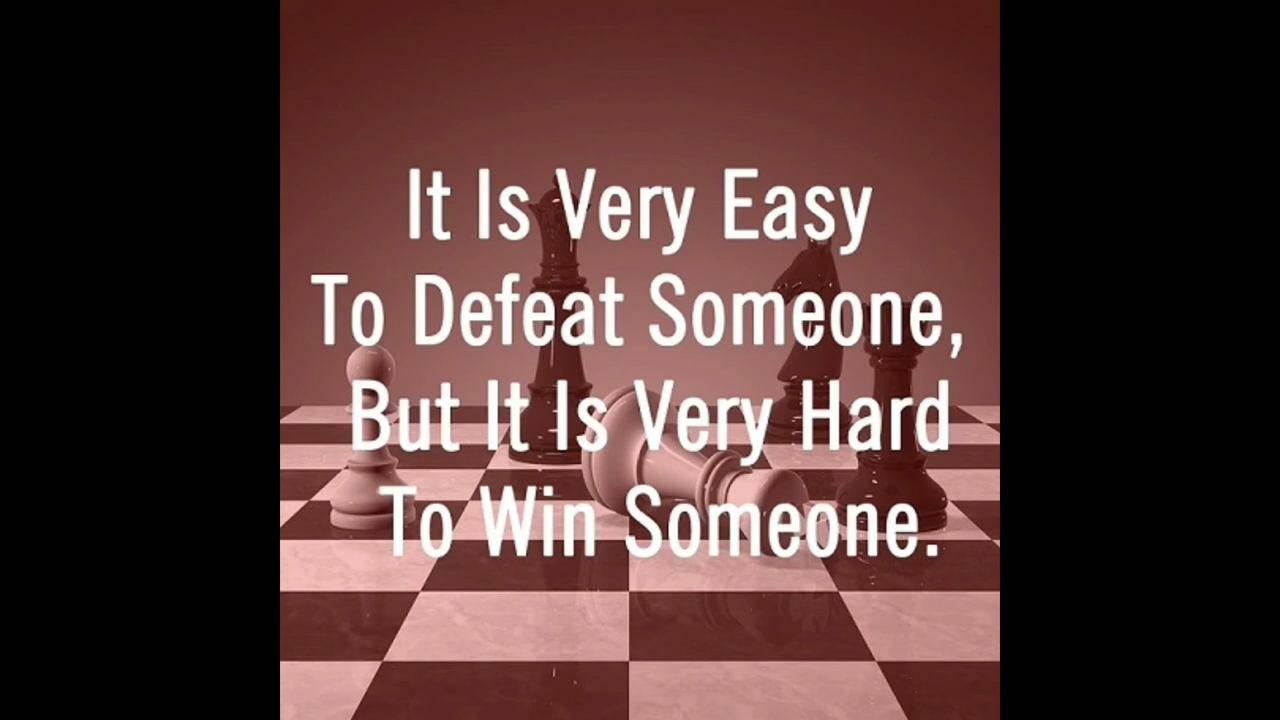 It Is Very Easy
To Defeat Someone,
But It Is Very Hard
To Win Someone.